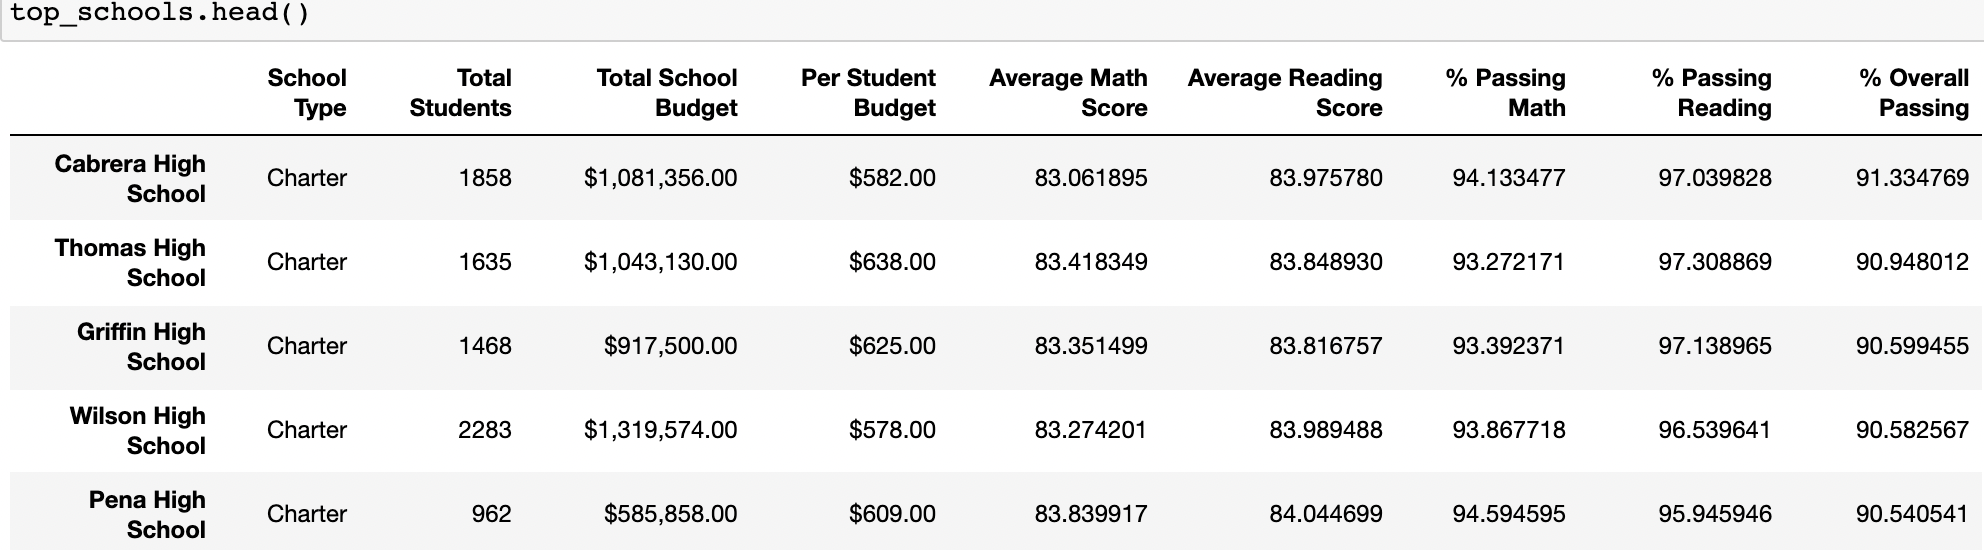 top_schools.head()
School Type Total Students Total School Budget Per Student Budget Average Math Score Average Reading Score % Passing Math % Passing Reading % Overall Passing
Cabrera High School Charter 1858 $1,081,356.00 $582.00 83.061895 83.975780 94.133477 97.039828 91.334769
Thomas High School Charter 1635 $1,043,130.00 $638.00 83.418349 83.848930 93.272171 97.308869 90.948012
Griffin High School Charter 1468 $917,500.00 $625.00 83.351499 83.816757 93.392371 97.138965 90.599455
Wilson High School Charter 2283 $1,319,574.00 $578.00 83.274201 83.989488 93.867718 96.539641 90.582567
Pena High School Charter 962 $585,858.00 $609.00 83.839917 84.044699 94.594595 95.945946 90.540541